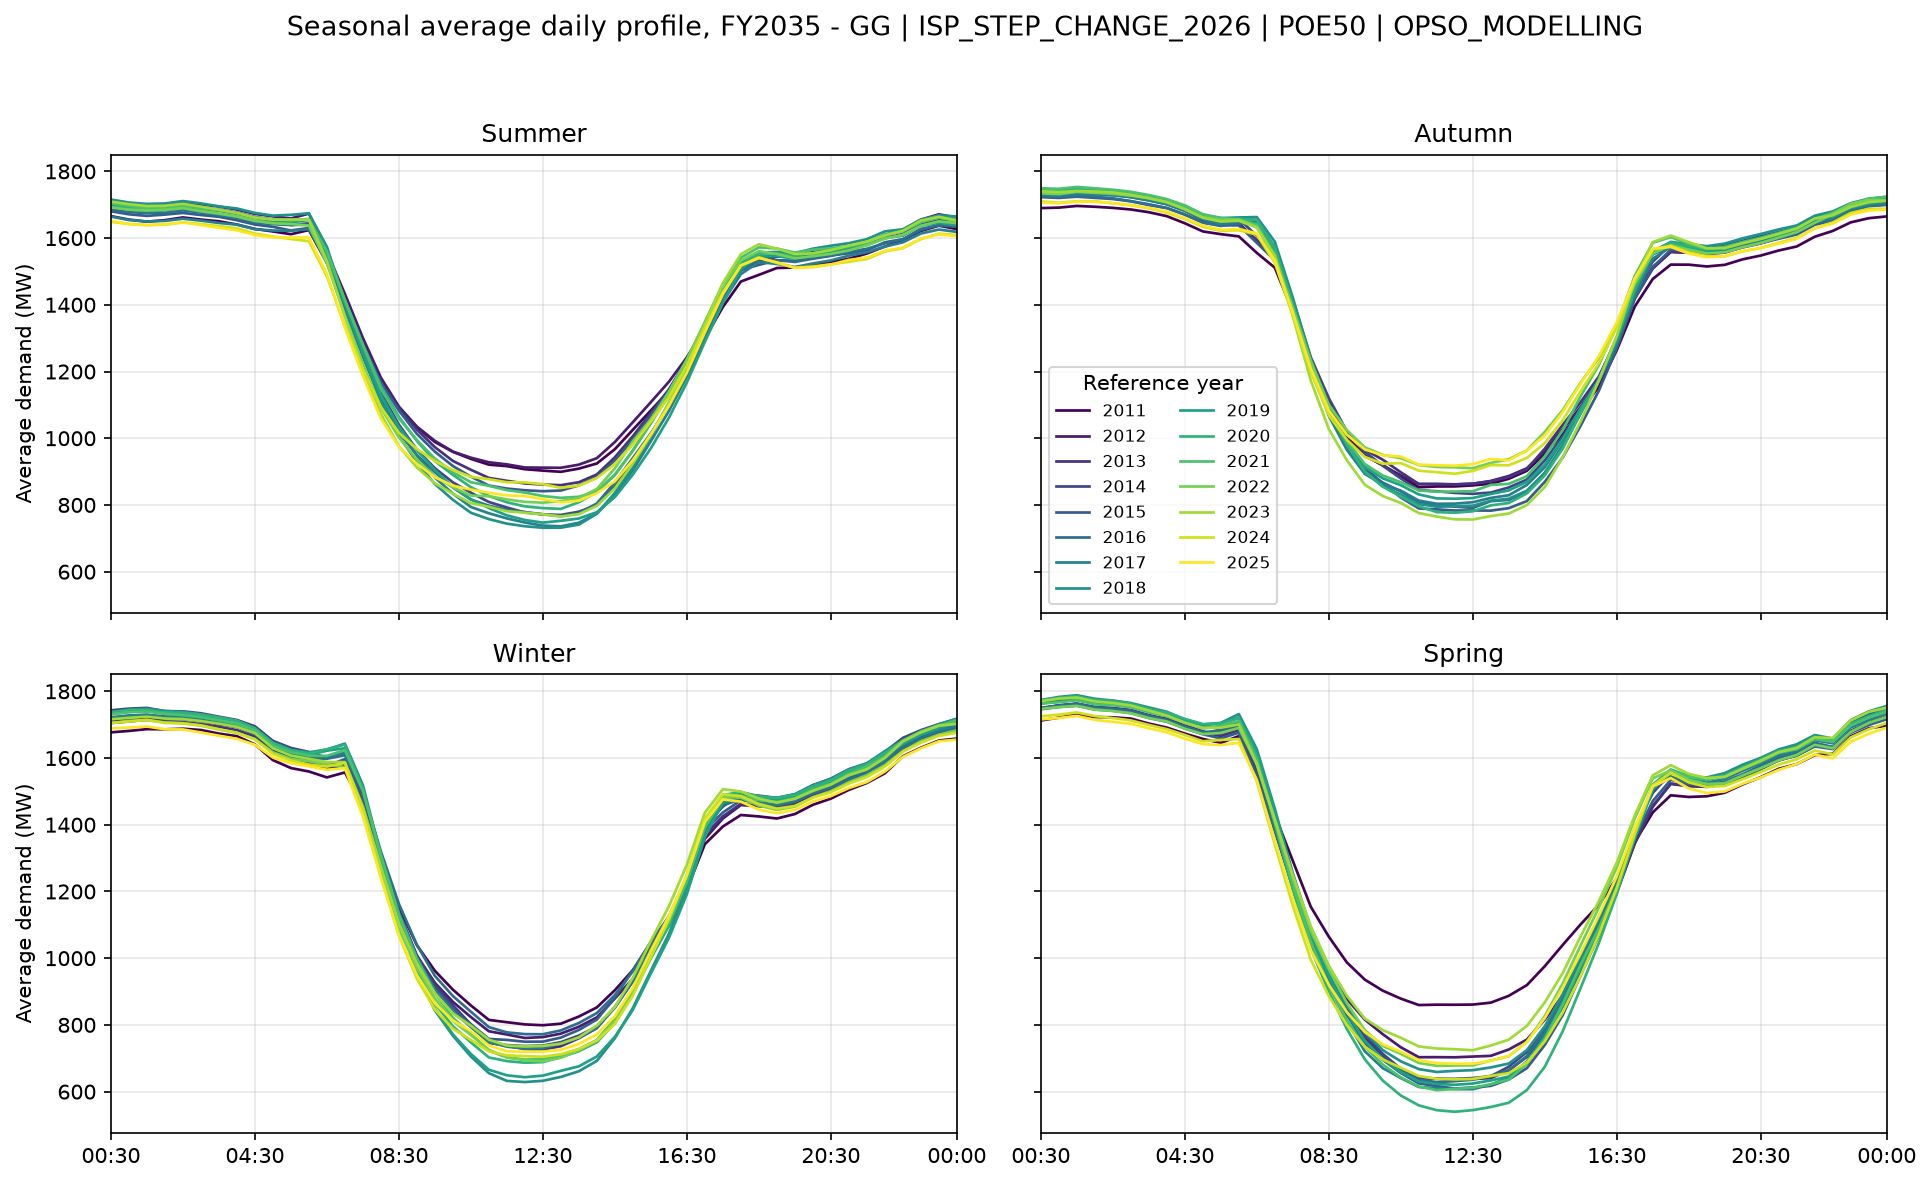 Seasonal average daily profile, FY2035 - GG | ISP_STEP_CHANGE_2026 | POE50 | OPSO_MODELLING
Summer
Average demand (MW)
1800
1600
1400
1200
1000
800
600
Autumn
Reference year
2011
2012
2013
2014
2015
2016
2017
2018
2019
2020
2021
2022
2023
2024
2025
Winter
Average demand (MW)
1800
1600
1400
1200
1000
800
600
00:30 04:30 08:30 12:30 16:30 20:30 00:00
Spring
00:30 04:30 08:30 12:30 16:30 20:30 00:00